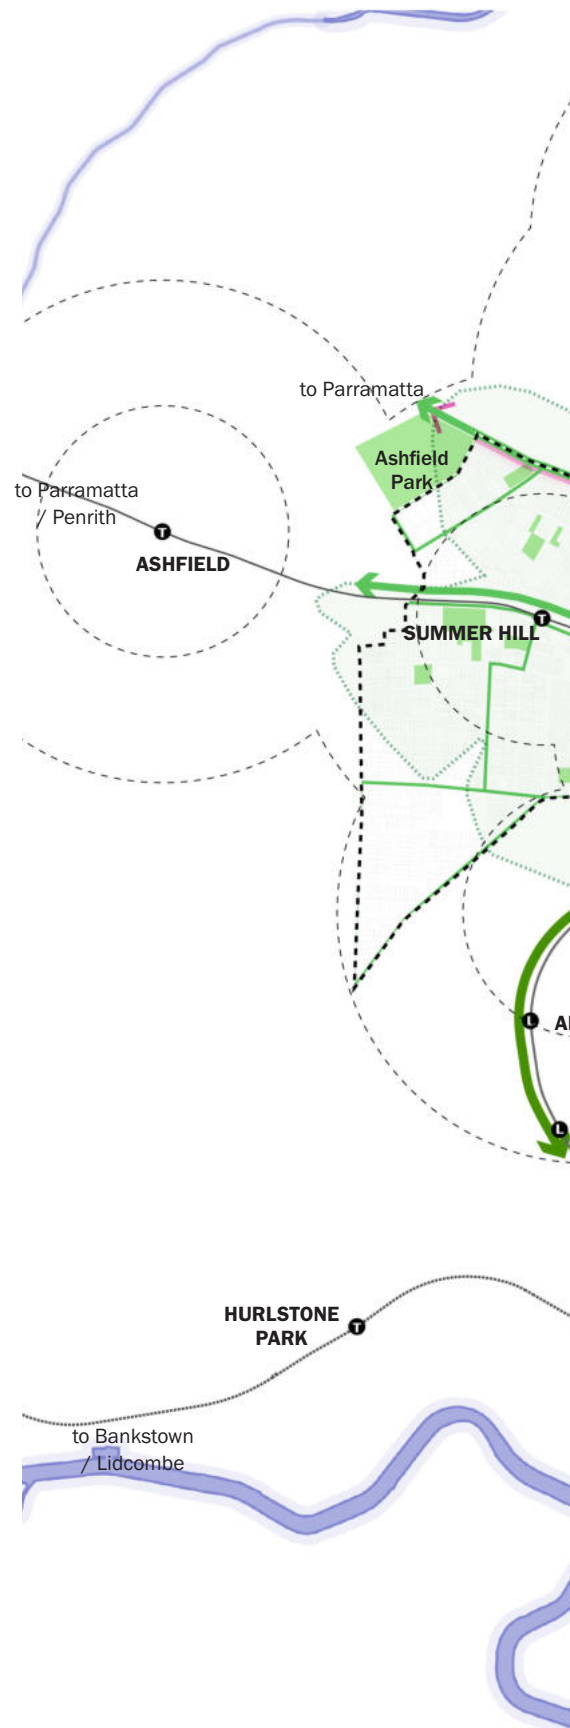 to Parramatta
Ashfield
Park
to Parramatta
/ Penrith
T
ASHFIELD
T
SUMMER HILL
L
L
HURLSTONE
PARK
T
to Bankstown
/ Lidcombe